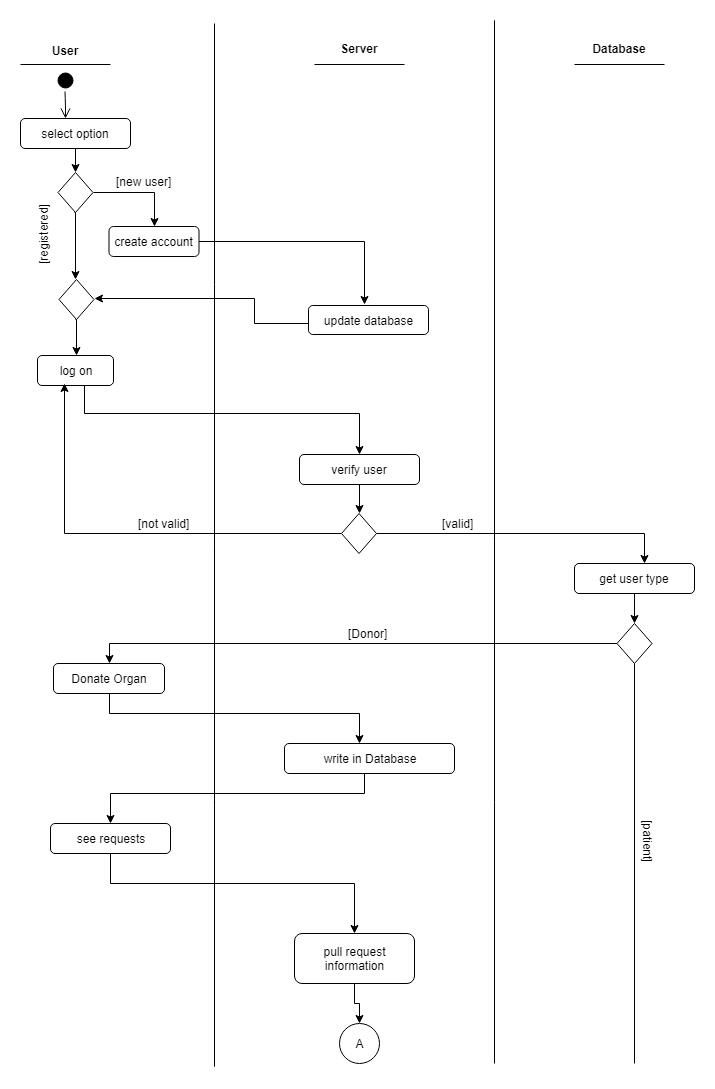 User
Server
Database
select option
[new user]
[registered]
create account
update database
log on
verify user
[not valid]
[valid]
get user type
[Donor]
Donate Organ
write in Database
see requests
[patient]
pull request
information
A